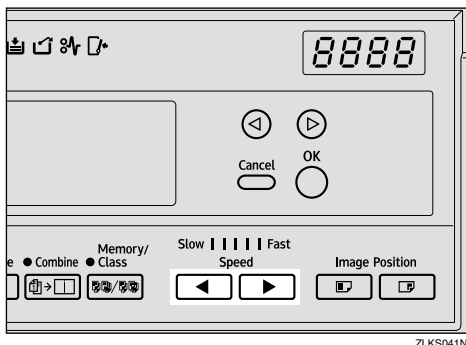 8888
Cancel
OK
Memory/
e ● Combine ● Class
Slow Fast
Speed
Image Position
ZLKS041N